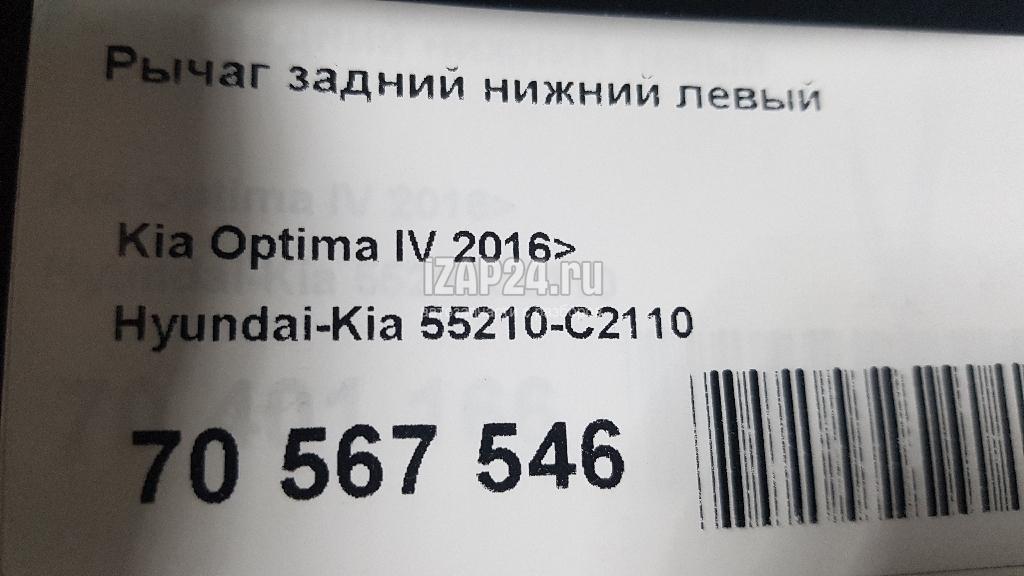 Рычаг задний нижний левый
Kia Optima IV 2016>
IZAP24.ru
Hyundai-Kia 55210-C2110
70 567 546